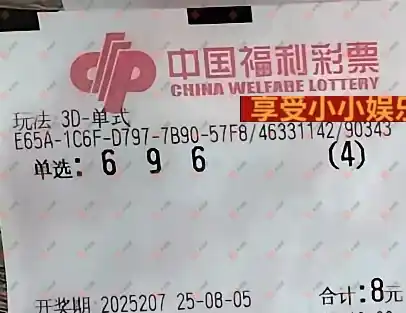 中国福利彩票
CHINA WELFARE LOTTERY
享受小小娱乐
玩法 3D-单式
E65A-1C6F-D797-7B90-57F8/46331142/90343
单选: 6 9 6 (4)
合计:8元
开奖期 2025207 25-08-05